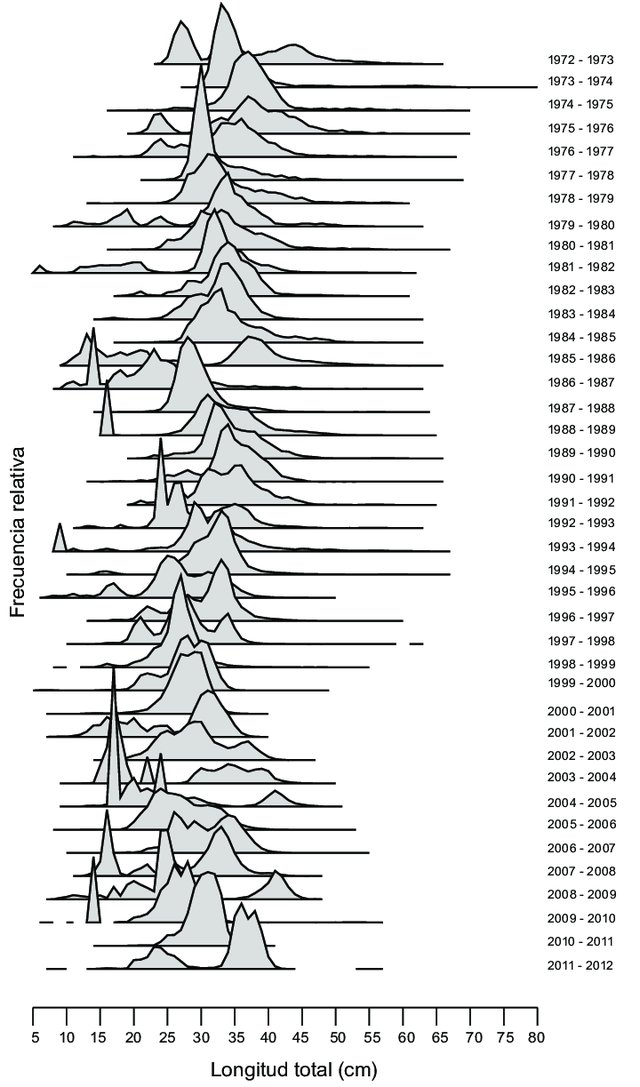 1972 - 1973
1973 - 1974
1974 - 1975
1975 - 1976
1976 - 1977
1977 - 1978
1978 - 1979
1979 - 1980
1980 - 1981
1981 - 1982
1982 - 1983
1983 - 1984
1984 - 1985
1985 - 1986
1986 - 1987
1987 - 1988
1988 - 1989
1989 - 1990
1990 - 1991
1991 - 1992
1992 - 1993
1993 - 1994
1994 - 1995
1995 - 1996
1996 - 1997
1997 - 1998
1998 - 1999
1999 - 2000
2000 - 2001
2001 - 2002
2002 - 2003
2003 - 2004
2004 - 2005
2005 - 2006
2006 - 2007
2007 - 2008
2008 - 2009
2009 - 2010
2010 - 2011
2011 - 2012
Frecuencia relativa
5 10 15 20 25 30 35 40 45 50 55 60 65 70 75 80
Longitud total (cm)